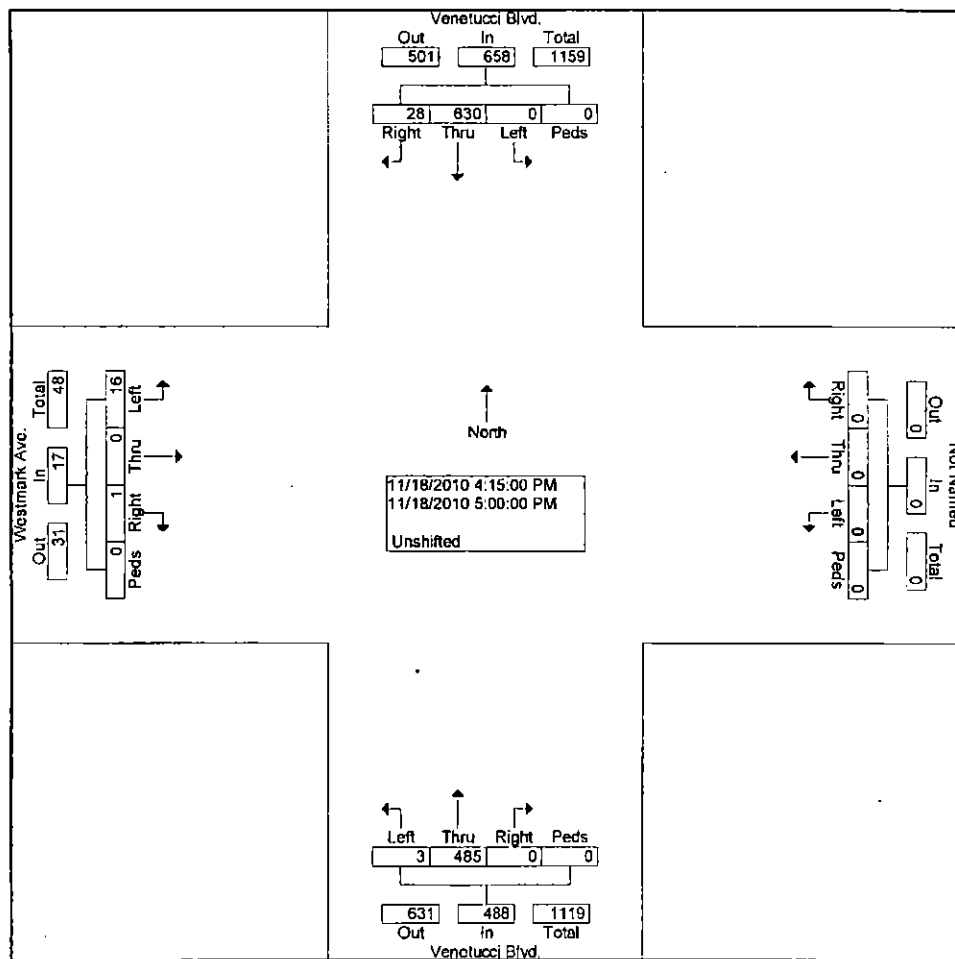 Venetucci Blvd.
Out In Total
501 658 1159
28 630 0 0
Right Thru Left Peds
Westmark Ave.
Total In Out
48 17 31
16 0 1 0
Left Thru Right Peds
North
11/18/2010 4:15:00 PM
11/18/2010 5:00:00 PM
Unshifted
Right Thru Left Peds
0 0 0 0
Out In Total
0 0 0
Not Named
Left Thru Right Peds
3 485 0 0
631 488 1119
Out In Total
Venetucci Blvd.